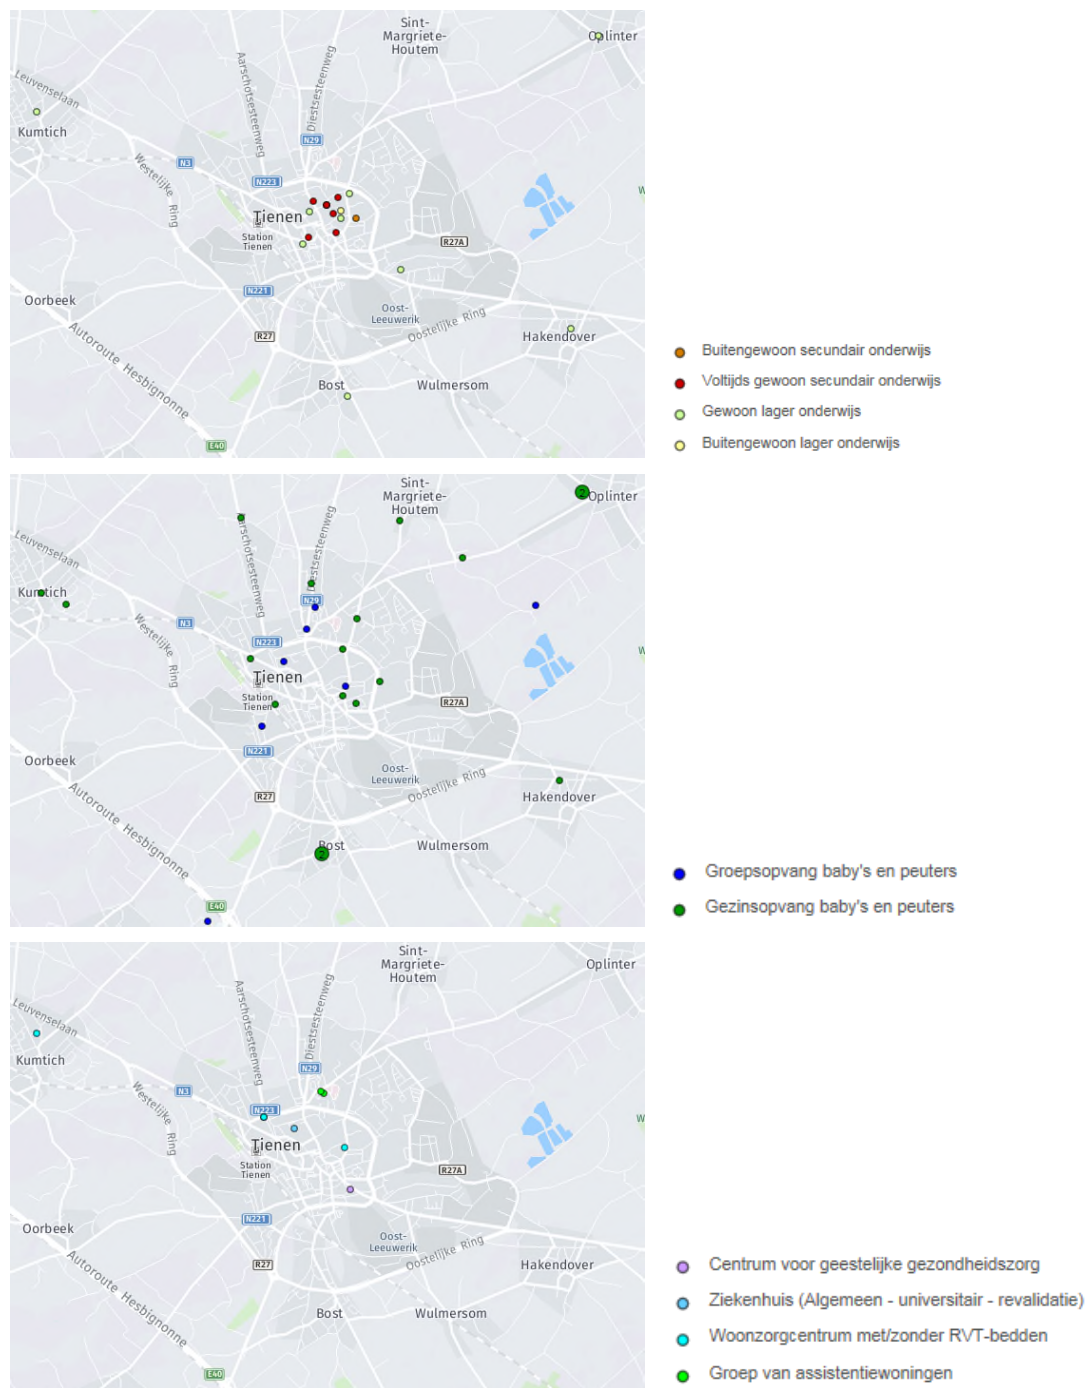 Sint-
Margriete-
Houtem
Oplinter
Leuvenselaan
Aarschotsesteenweg
Diestsesteenweg
Kumtich
N29
N3
Westelijke Ring
N223
Tienen
Station
Tienen
R27A
N221
Oorbeek
Oost-
Leeuwerik
Oostelijke Ring
R27
Hakendover
Autoroute Hesbignonne
Bost
Wulmersom
E40
W
Buitengewoon secundair onderwijs
Voltijds gewoon secundair onderwijs
Gewoon lager onderwijs
Buitengewoon lager onderwijs
Sint-
Margriete-
Houtem
2
Oplinter
Leuvenselaan
Aarschotsesteenweg
Diestsesteenweg
Kumtich
N29
N3
Westelijke Ring
N223
W
Tienen
Station
Tienen
R27A
N221
Oorbeek
Oost-
Leeuwerik
Oostelijke Ring
R27
Hakendover
Autoroute Hesbignonne
Bost
2
Wulmersom
E40
Groepsopvang baby's en peuters
Gezinsopvang baby's en peuters
Sint-
Margriete-
Houtem
Oplinter
Leuvenselaan
Aarschotsesteenweg
Diestsesteenweg
Kumtich
N29
N3
Westelijke Ring
N223
W
Tienen
Station
Tienen
R27A
N221
Oorbeek
Oost-
Leeuwerik
Oostelijke Ring
R27
Hakendover
Autoroute Hesbignonne
Bost
Wulmersom
E40
Centrum voor geestelijke gezondheidszorg
Ziekenhuis (Algemeen - universitair - revalidatie)
Woonzorgcentrum met/zonder RVT-bedden
Groep van assistentiewoningen